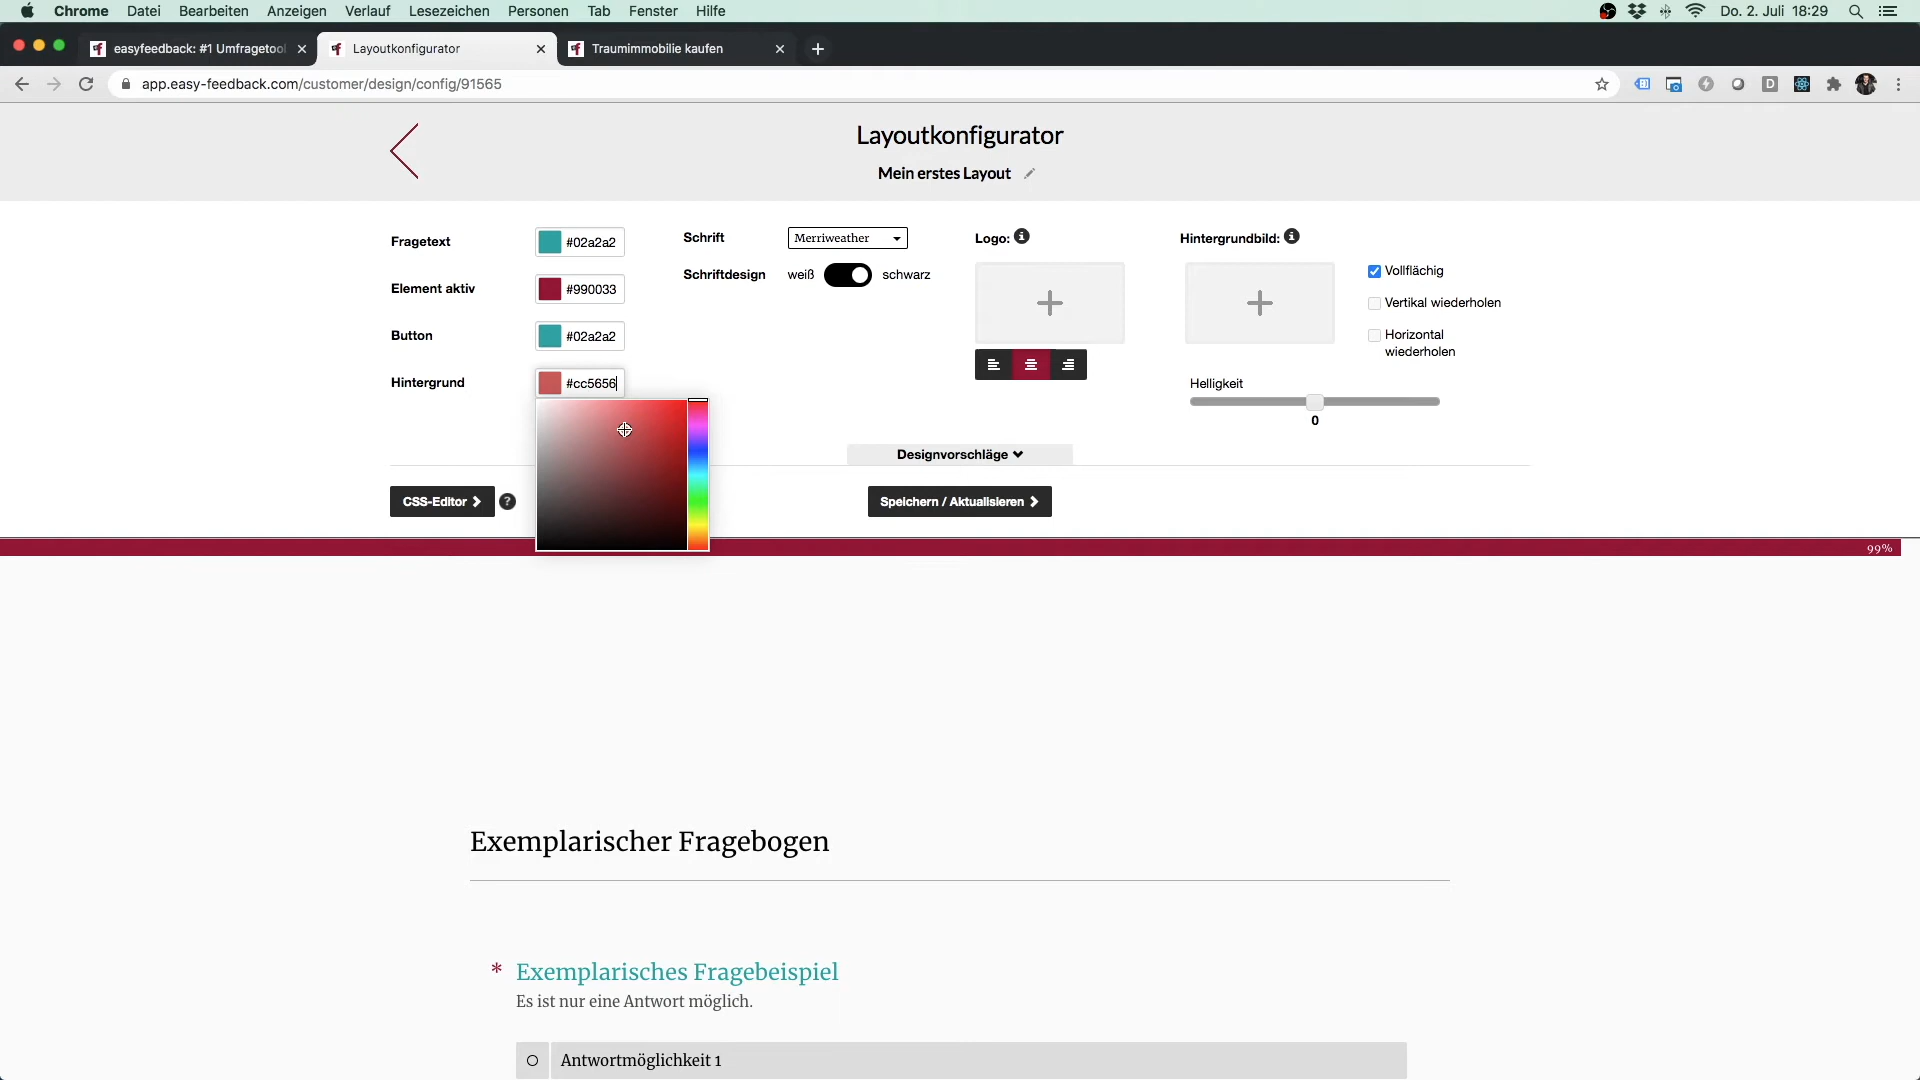 Chrome Datei Bearbeiten Anzeigen Verlauf Lesezeichen Personen Tab Fenster Hilfe Do. 2. Juli 18:29
easyfeedback: #1 Umfragetool
Layoutkonfigurator
Traumimmobilie kaufen
app.easy-feedback.com/customer/design/config/91565
Layoutkonfigurator
Mein erstes Layout
Fragetext #02a2a2
Element aktiv #990033
Button #02a2a2
Hintergrund #cc5656
Schrift Merriweather
Schriftdesign weiß schwarz
Logo:
Hintergrundbild:
Vollflächig
Vertikal wiederholen
Horizontal
wiederholen
Helligkeit
0
Designvorschläge
CSS-Editor ?
Speichern / Aktualisieren
99%
Exemplarischer Fragebogen
* Exemplarisches Fragebeispiel
Es ist nur eine Antwort möglich.
Antwortmöglichkeit 1